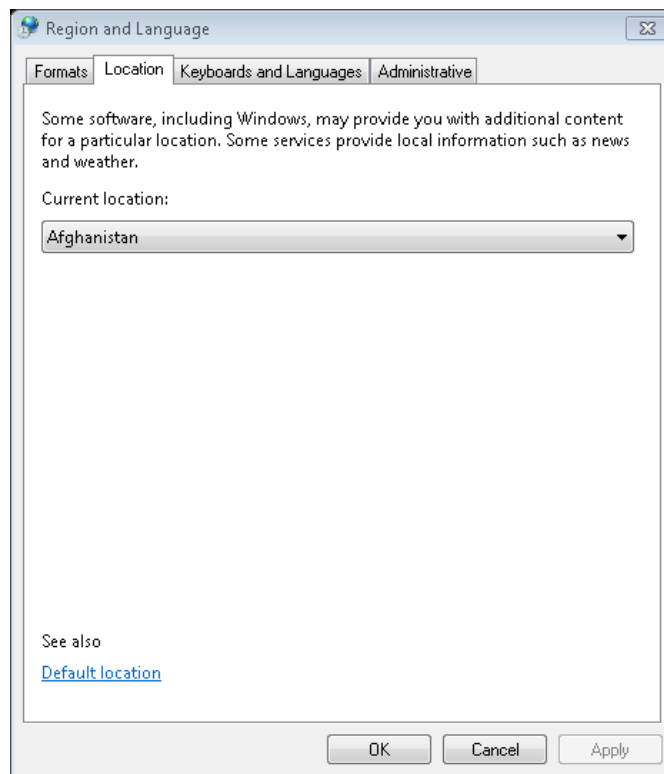 Region and Language
Formats Location Keyboards and Languages Administrative
Some software, including Windows, may provide you with additional content
for a particular location. Some services provide local information such as news
and weather.
Current location:
Afghanistan
See also
Default location
OK Cancel Apply